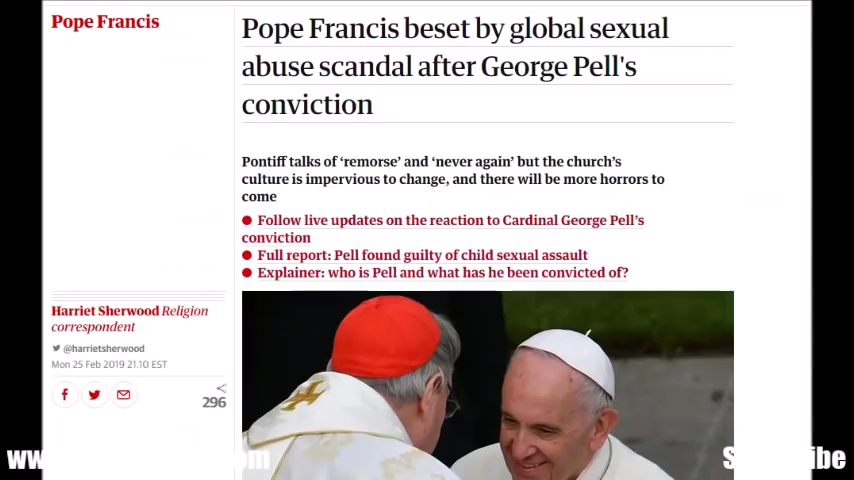 Pope Francis
Pope Francis beset by global sexual
abuse scandal after George Pell's
conviction
Pontiff talks of ‘remorse’ and ‘never again’ but the church’s
culture is impervious to change, and there will be more horrors to
come
Follow live updates on the reaction to Cardinal George Pell’s
conviction
Full report: Pell found guilty of child sexual assault
Explainer: who is Pell and what has he been convicted of?
Harriet Sherwood Religion
correspondent
@harrietsherwood
Mon 25 Feb 2019 21.10 EST
296